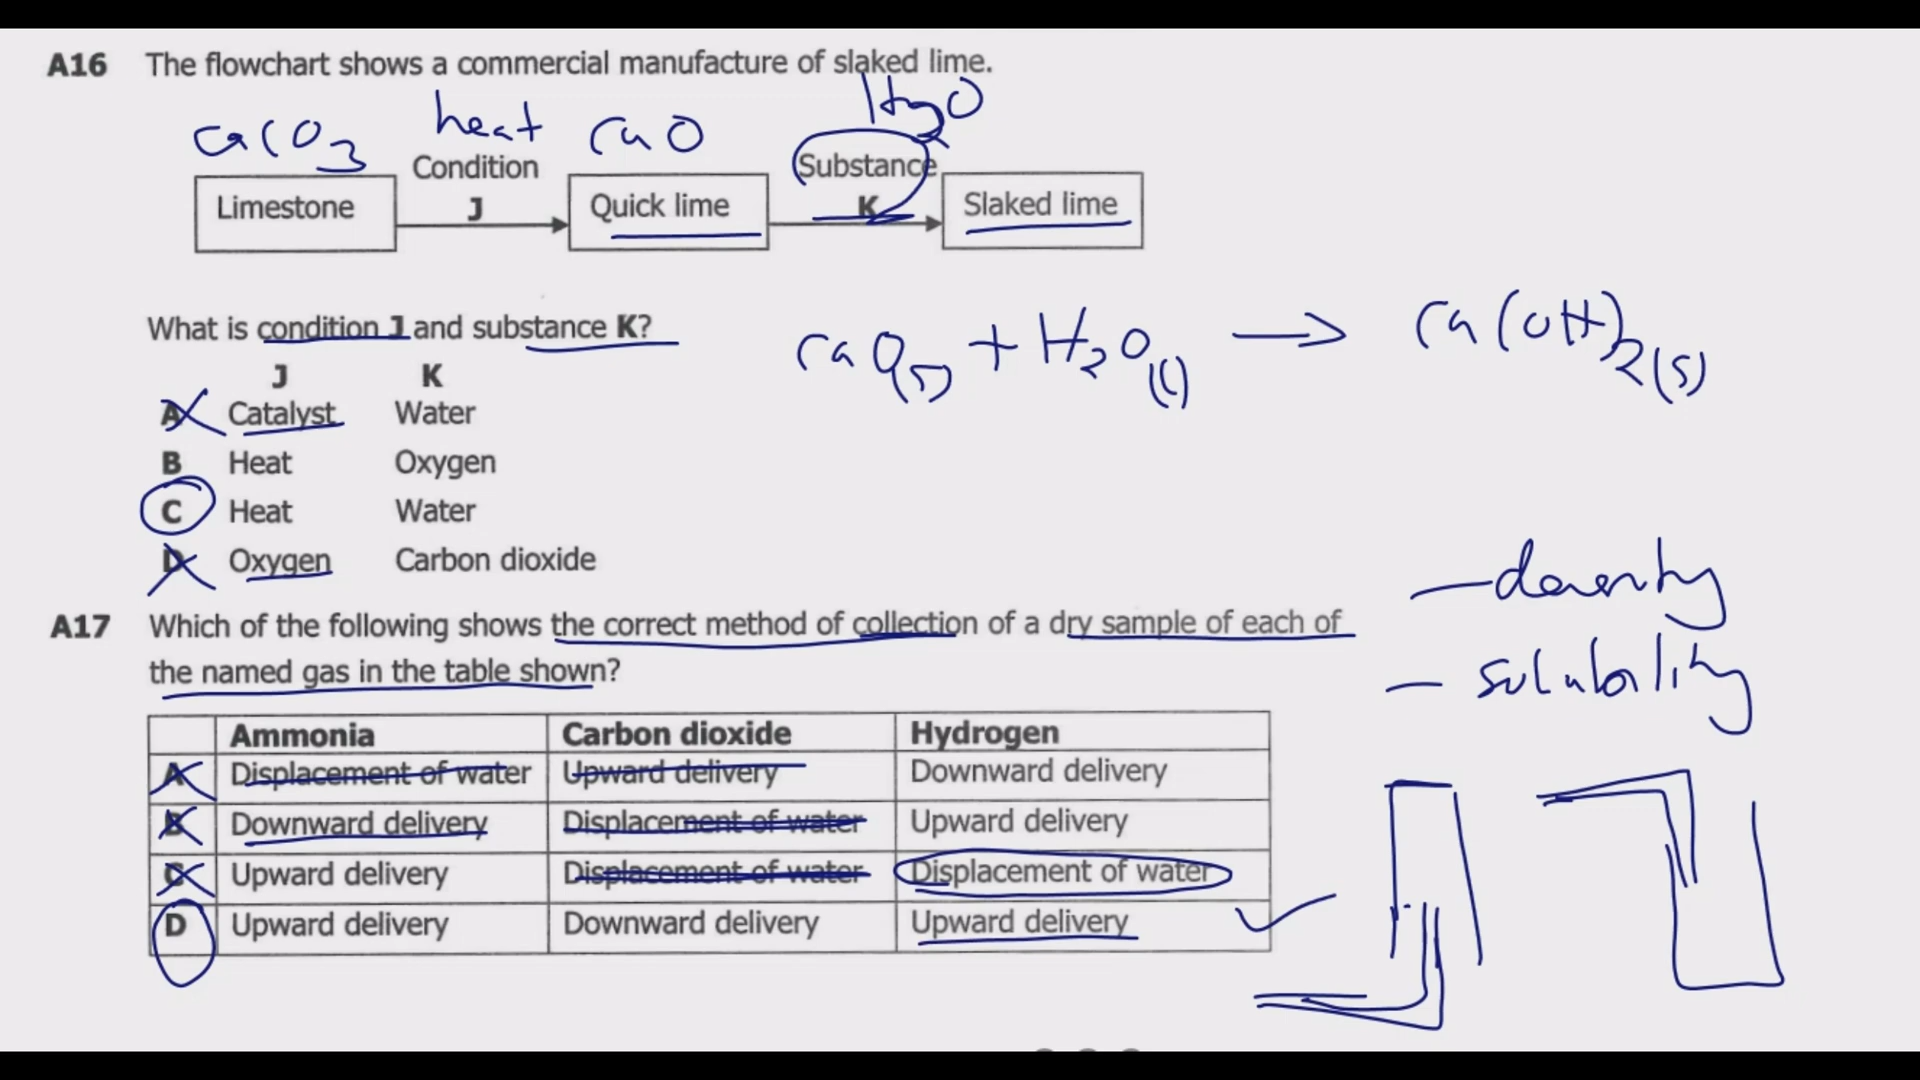 A16 The flowchart shows a commercial manufacture of slaked lime.
H2O
CaCO3 heat CaO
Condition Substance
Limestone J Quick lime K Slaked lime
What is condition J and substance K?
CaO(s) + H2O(l) → Ca(OH)2(s)
J K
A Catalyst Water
B Heat Oxygen
C Heat Water
D Oxygen Carbon dioxide
- density
A17 Which of the following shows the correct method of collection of a dry sample of each of
the named gas in the table shown?
- solubility
Ammonia Carbon dioxide Hydrogen
A Displacement of water Upward delivery Downward delivery
B Downward delivery Displacement of water Upward delivery
C Upward delivery Displacement of water Displacement of water
D Upward delivery Downward delivery Upward delivery